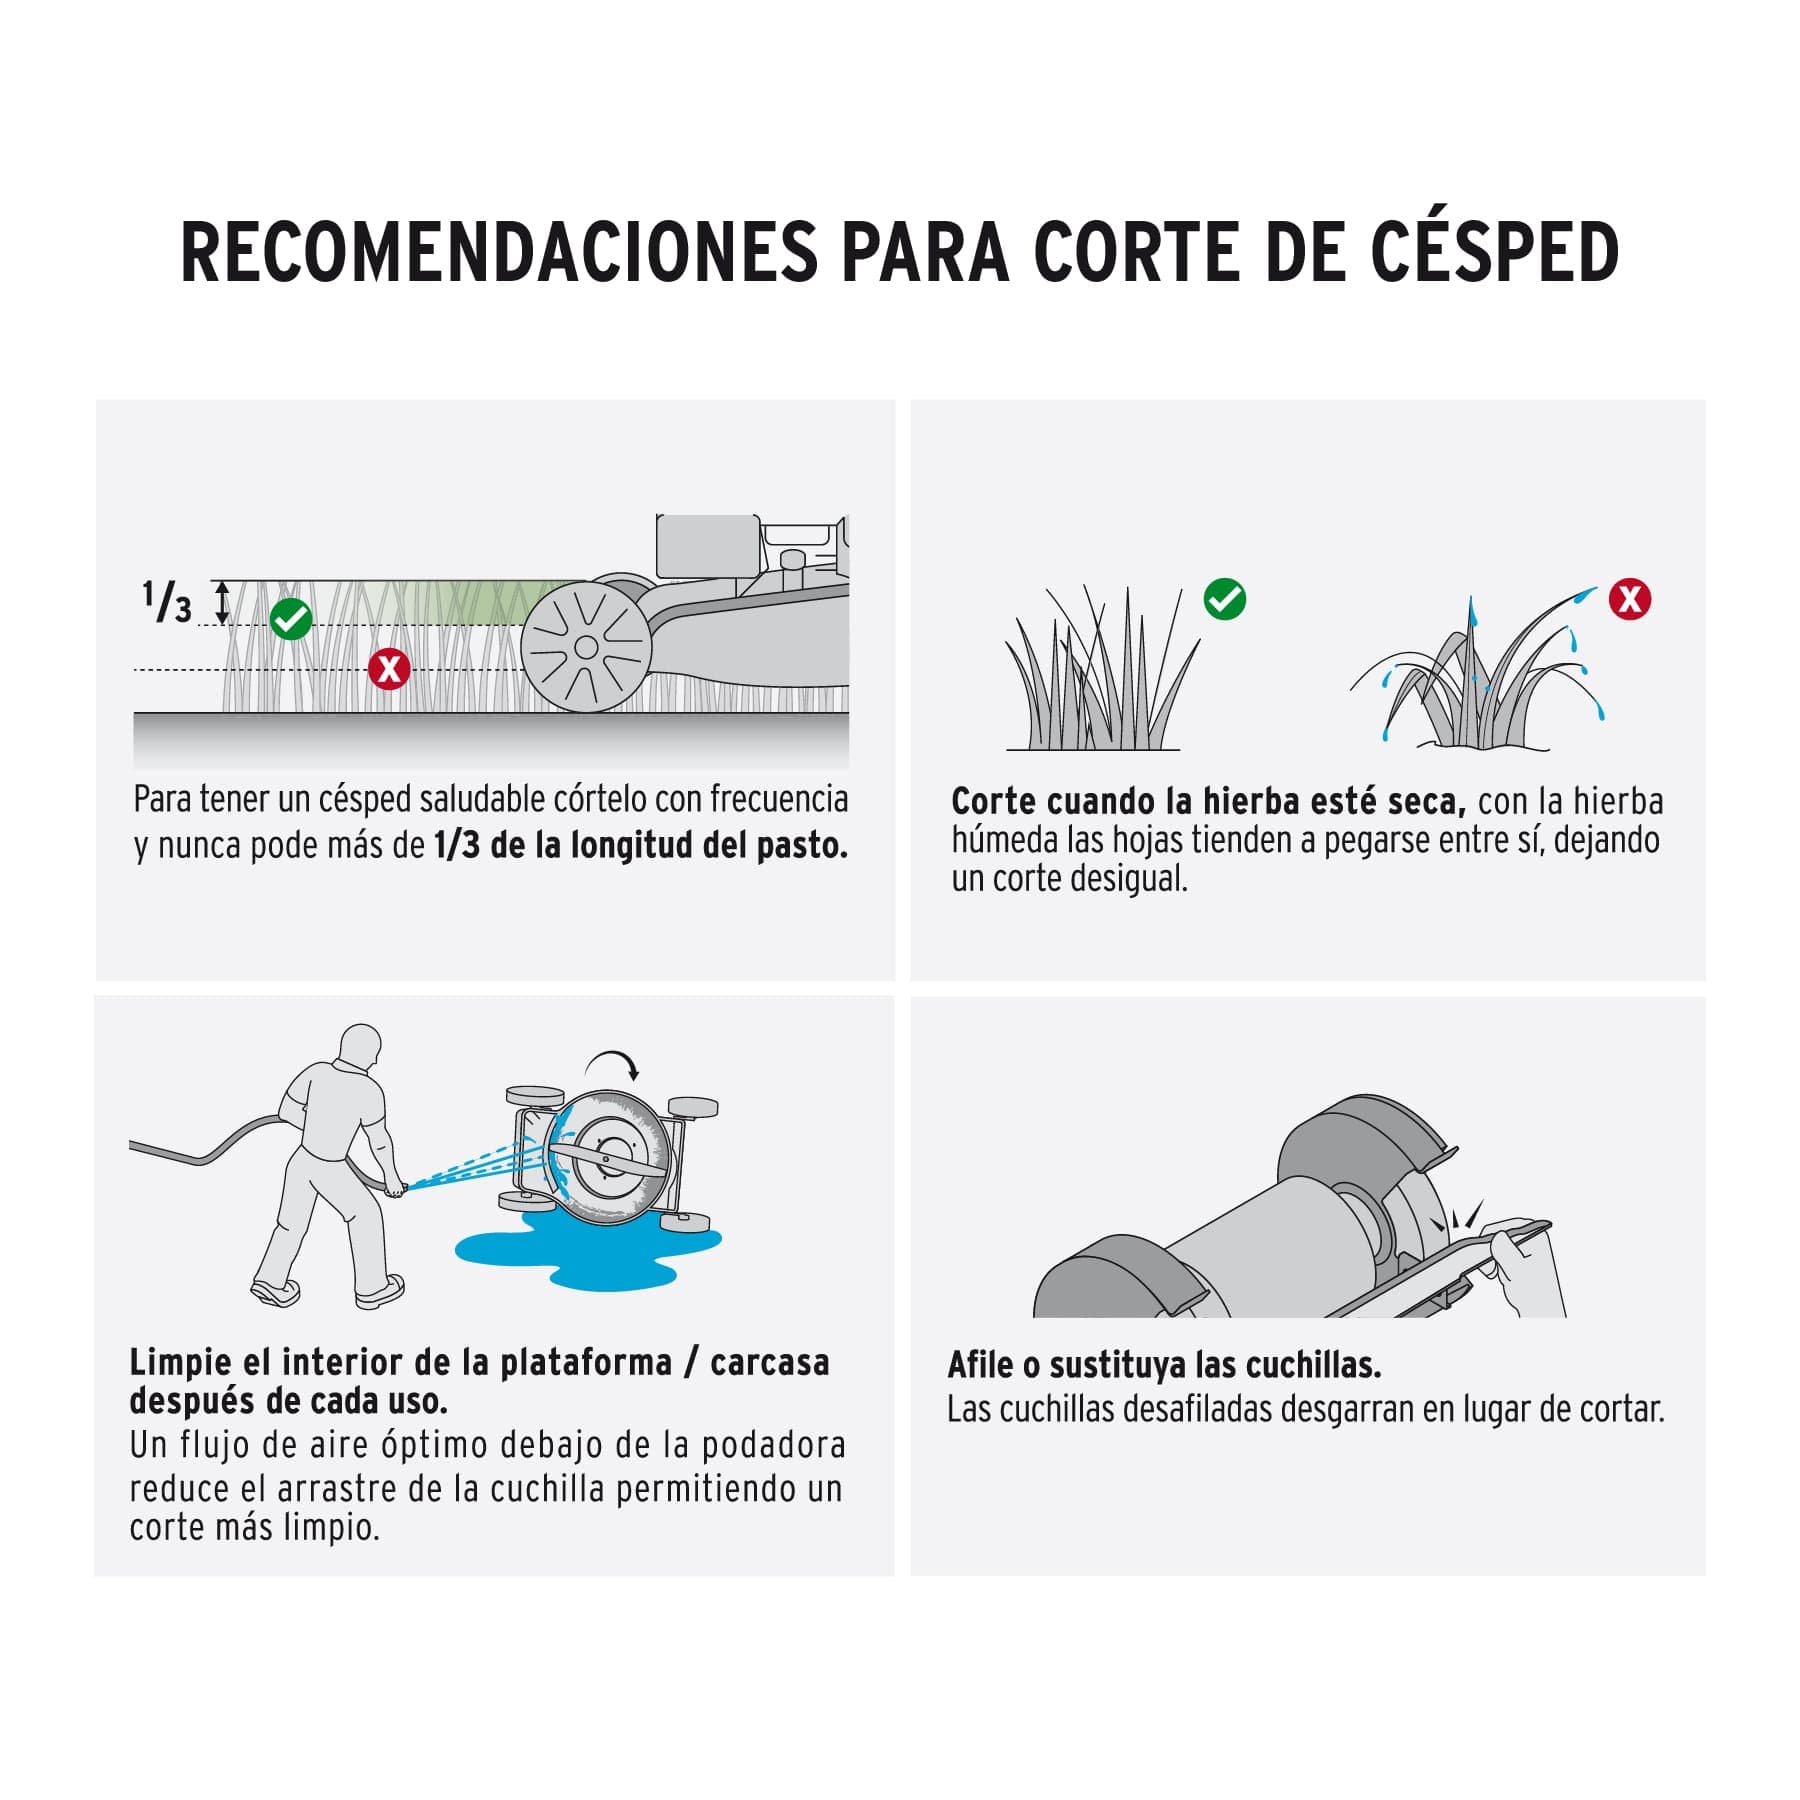 RECOMENDACIONES PARA CORTE DE CÉSPED
1/3
X
Para tener un césped saludable córtelo con frecuencia
y nunca pode más de 1/3 de la longitud del pasto.
X
Corte cuando la hierba esté seca, con la hierba
húmeda las hojas tienden a pegarse entre sí, dejando
un corte desigual.
Limpie el interior de la plataforma / carcasa
después de cada uso.
Un flujo de aire óptimo debajo de la podadora
reduce el arrastre de la cuchilla permitiendo un
corte más limpio.
Afile o sustituya las cuchillas.
Las cuchillas desafiladas desgarran en lugar de cortar.